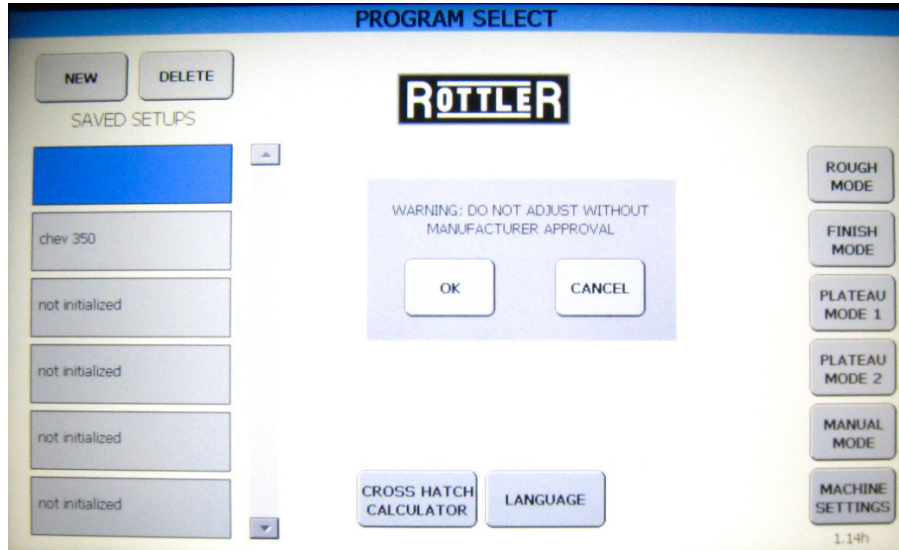 PROGRAM SELECT
NEW
DELETE
SAVED SETUPS
ROTTLER
chev 350
not initialized
not initialized
not initialized
not initialized
WARNING: DO NOT ADJUST WITHOUT
MANUFACTURER APPROVAL
OK
CANCEL
CROSS HATCH
CALCULATOR
LANGUAGE
ROUGH
MODE
FINISH
MODE
PLATEAU
MODE 1
PLATEAU
MODE 2
MANUAL
MODE
MACHINE
SETTINGS
1.14h